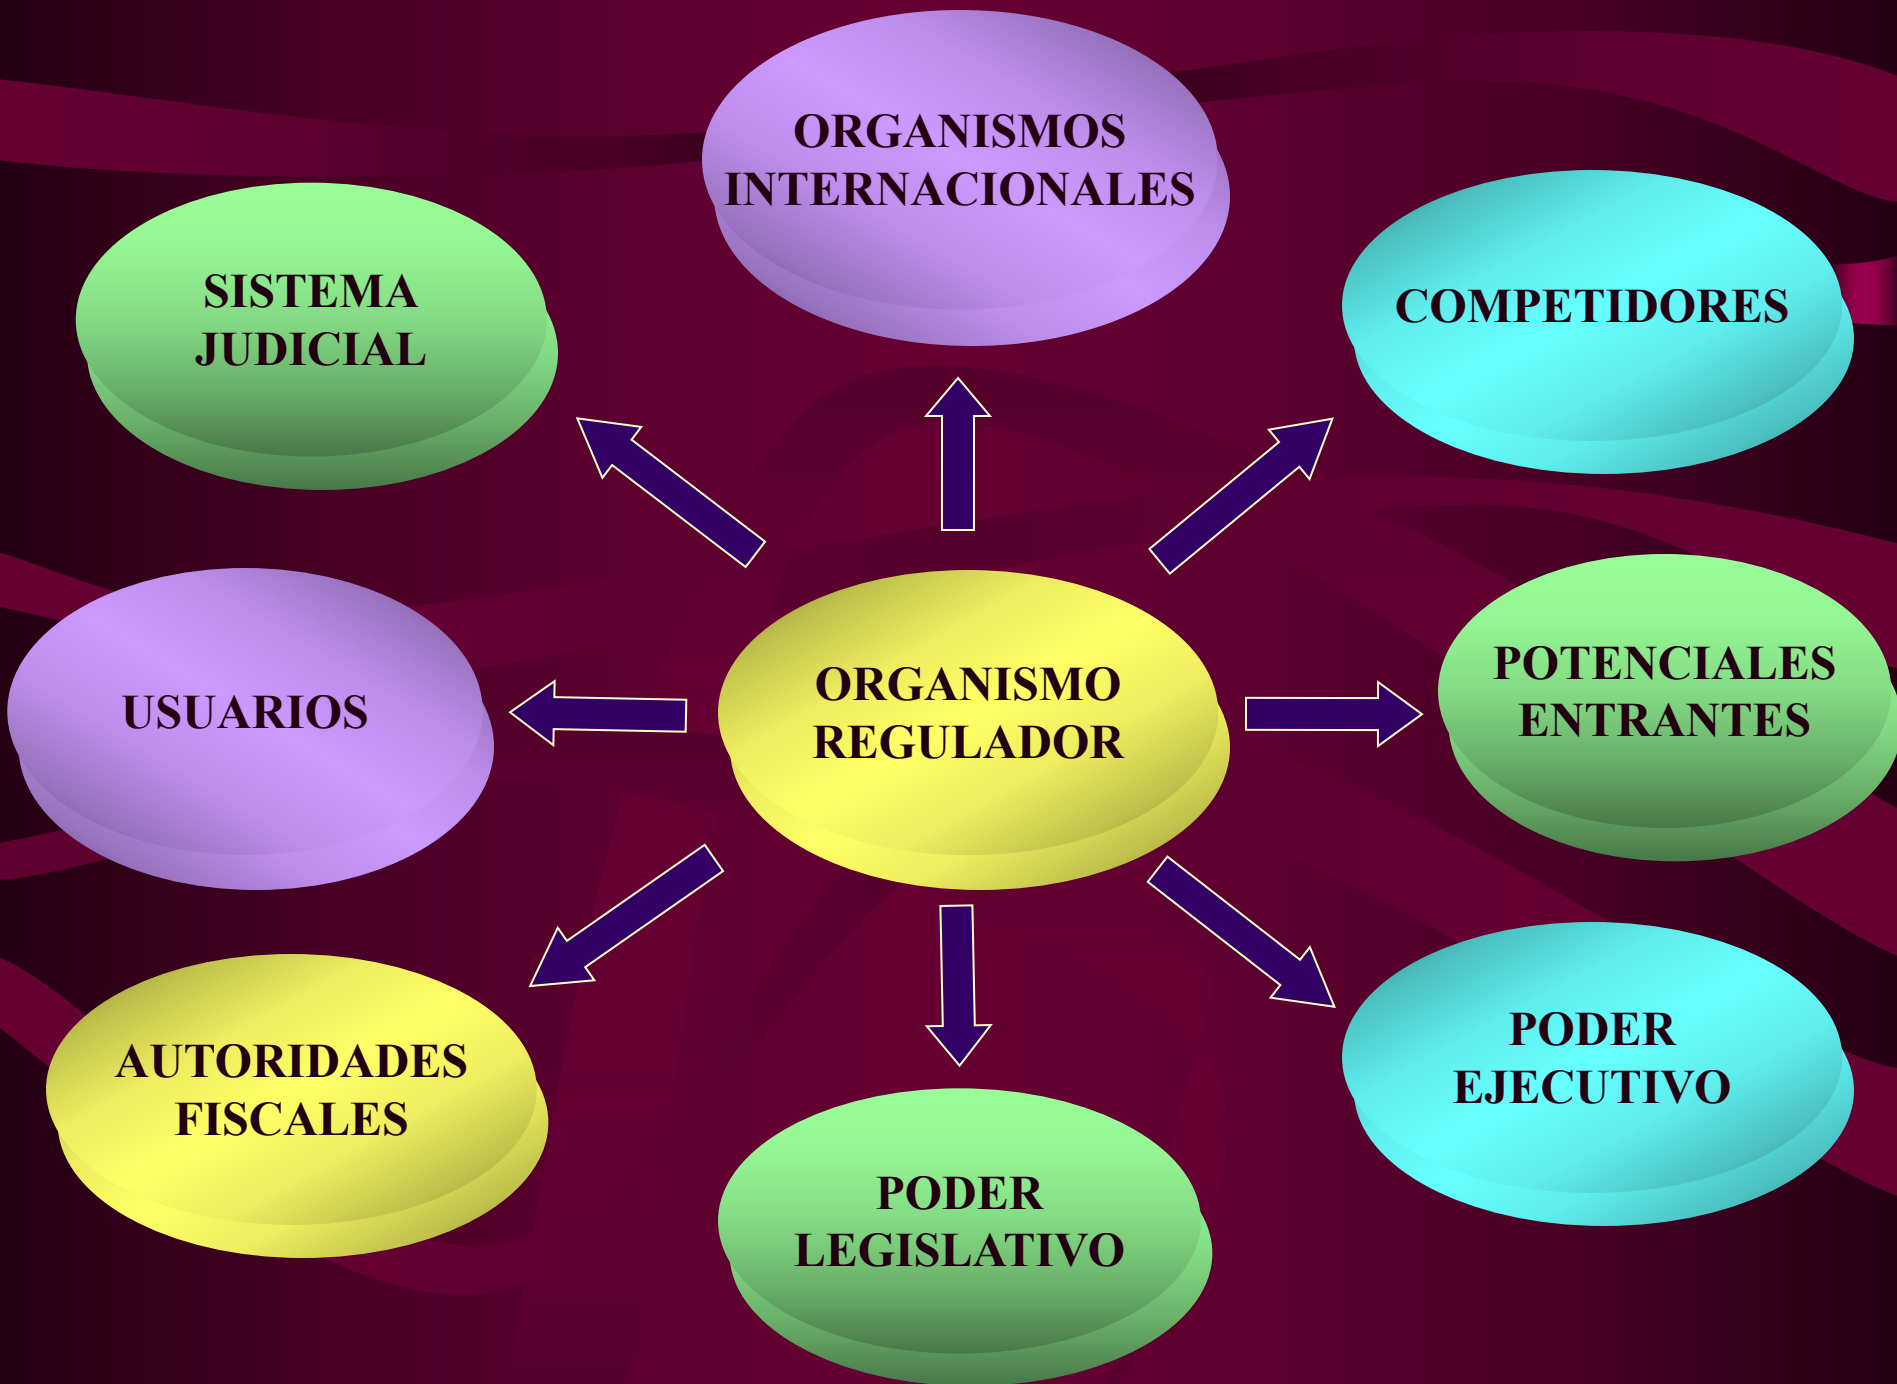 ORGANISMOS
INTERNACIONALES
SISTEMA
JUDICIAL
COMPETIDORES
USUARIOS
ORGANISMO
REGULADOR
POTENCIALES
ENTRANTES
AUTORIDADES
FISCALES
PODER
LEGISLATIVO
PODER
EJECUTIVO